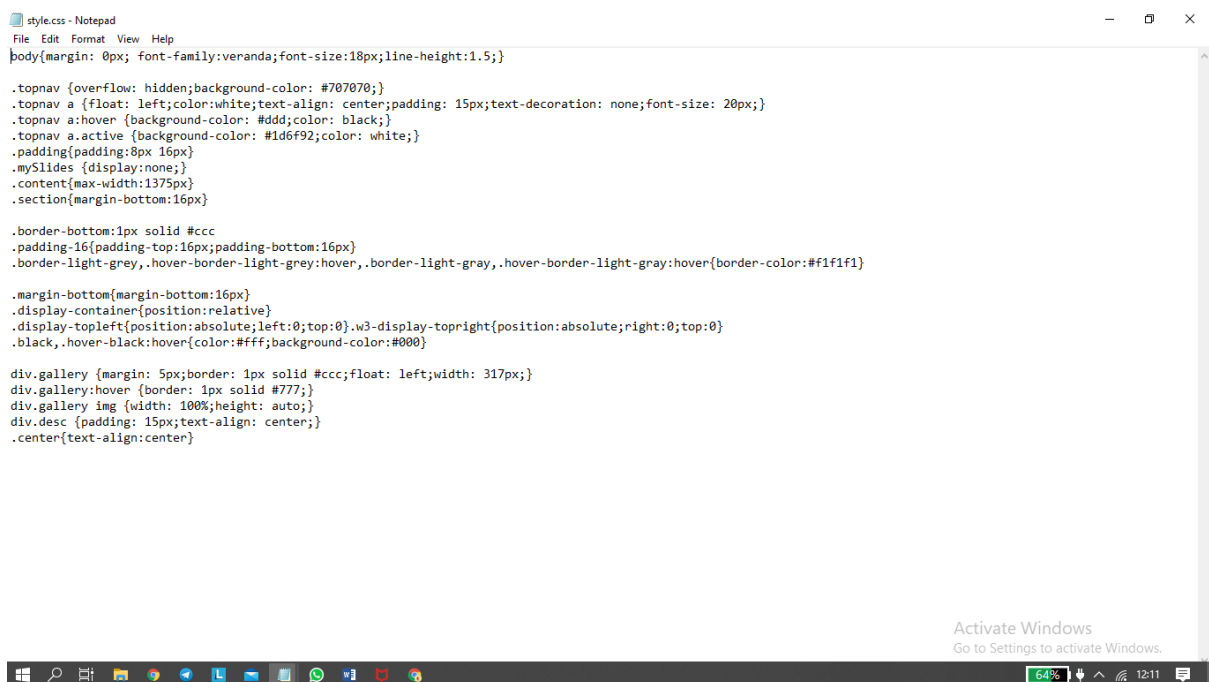 style.css - Notepad
File Edit Format View Help
body{margin: 0px; font-family:veranda;font-size:18px;line-height:1.5;}
.topnav {overflow: hidden;background-color: #707070;}
.topnav a {float: left;color:white;text-align: center;padding: 15px;text-decoration: none;font-size: 20px;}
.topnav a:hover {background-color: #ddd;color: black;}
.topnav a.active {background-color: #1d6f92;color: white;}
.padding{padding:8px 16px}
.mySlides {display:none;}
.content{max-width:1375px}
.section{margin-bottom:16px}
.border-bottom:1px solid #ccc
.padding-16{padding-top:16px;padding-bottom:16px}
.border-light-grey,.hover-border-light-grey:hover,.border-light-gray,.hover-border-light-gray:hover{border-color:#f1f1f1}
.margin-bottom{margin-bottom:16px}
.display-container{position:relative}
.display-topleft{position:absolute;left:0;top:0}.w3-display-topright{position:absolute;right:0;top:0}
.black,.hover-black:hover{color:#fff;background-color:#000}
div.gallery {margin: 5px;border: 1px solid #ccc;float: left;width: 317px;}
div.gallery:hover {border: 1px solid #777;}
div.gallery img {width: 100%;height: auto;}
div.desc {padding: 15px;text-align: center;}
.center{text-align:center}
Activate Windows
Go to Settings to activate Windows.
L W 64% 12:11